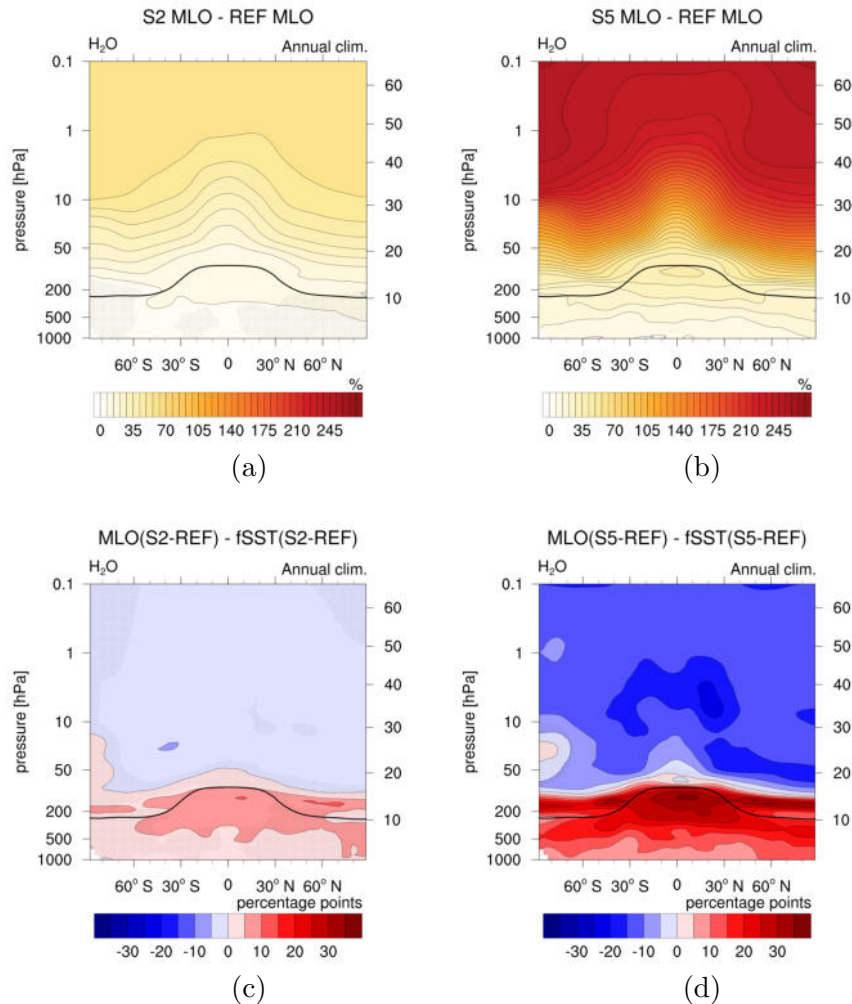 S2 MLO - REF MLO
H₂O Annual clim.
pressure [hPa]
0.1
1
10
50
200
500
1000
60
50
40
30
20
10
60° S 30° S 0 30° N 60° N
%
0 35 70 105 140 175 210 245
(a)
S5 MLO - REF MLO
H₂O Annual clim.
pressure [hPa]
0.1
1
10
50
200
500
1000
60
50
40
30
20
10
60° S 30° S 0 30° N 60° N
%
0 35 70 105 140 175 210 245
(b)
MLO(S2-REF) - fSST(S2-REF)
H₂O Annual clim.
pressure [hPa]
0.1
1
10
50
200
500
1000
60
50
40
30
20
10
60° S 30° S 0 30° N 60° N
percentage points
-30 -20 -10 0 10 20 30
(c)
MLO(S5-REF) - fSST(S5-REF)
H₂O Annual clim.
pressure [hPa]
0.1
1
10
50
200
500
1000
60
50
40
30
20
10
60° S 30° S 0 30° N 60° N
percentage points
-30 -20 -10 0 10 20 30
(d)